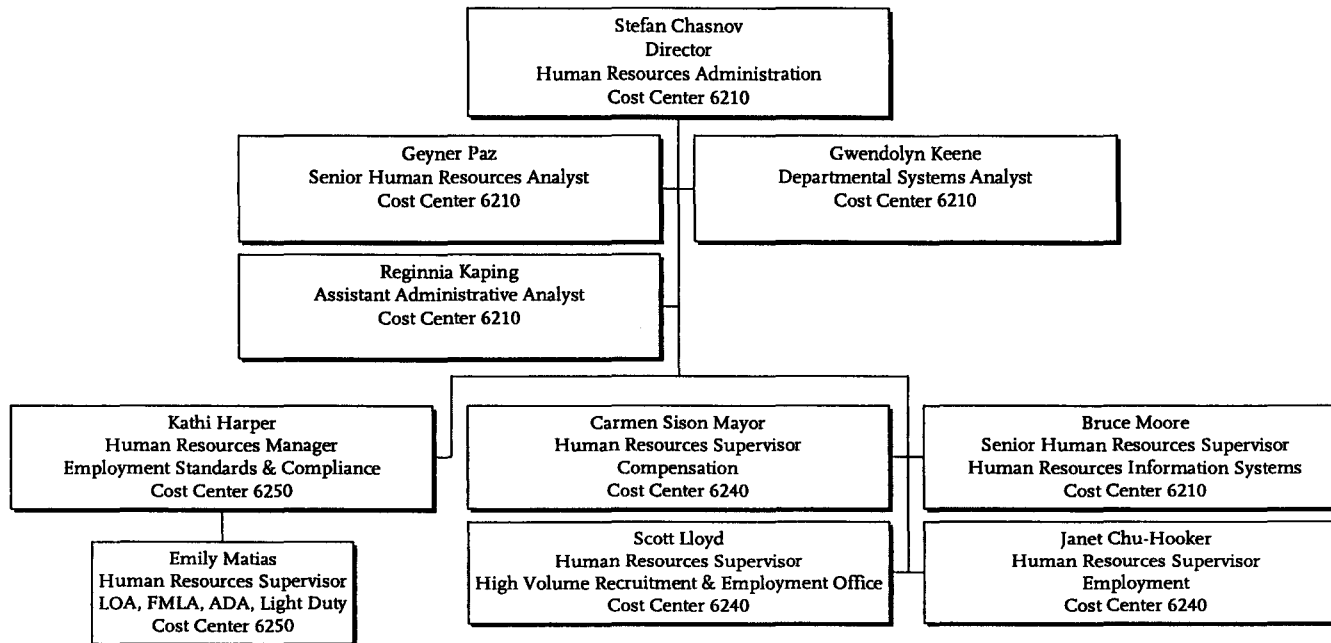 Stefan Chasnov
Director
Human Resources Administration
Cost Center 6210
Geyner Paz
Senior Human Resources Analyst
Cost Center 6210
Gwendolyn Keene
Departmental Systems Analyst
Cost Center 6210
Reginnia Kaping
Assistant Administrative Analyst
Cost Center 6210
Kathi Harper
Human Resources Manager
Employment Standards & Compliance
Cost Center 6250
Carmen Sison Mayor
Human Resources Supervisor
Compensation
Cost Center 6240
Bruce Moore
Senior Human Resources Supervisor
Human Resources Information Systems
Cost Center 6210
Emily Matias
Human Resources Supervisor
LOA, FMLA, ADA, Light Duty
Cost Center 6250
Scott Lloyd
Human Resources Supervisor
High Volume Recruitment & Employment Office
Cost Center 6240
Janet Chu-Hooker
Human Resources Supervisor
Employment
Cost Center 6240